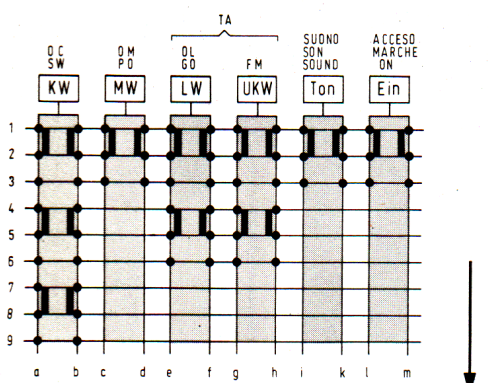 TA
OC OM OL SUONO ACCESO
SW PO GO FM SON MARCHE
SOUND ON
KW MW LW UKW Ton Ein
1
2
3
4
5
6
7
8
9
a b c d e f g h i k l m